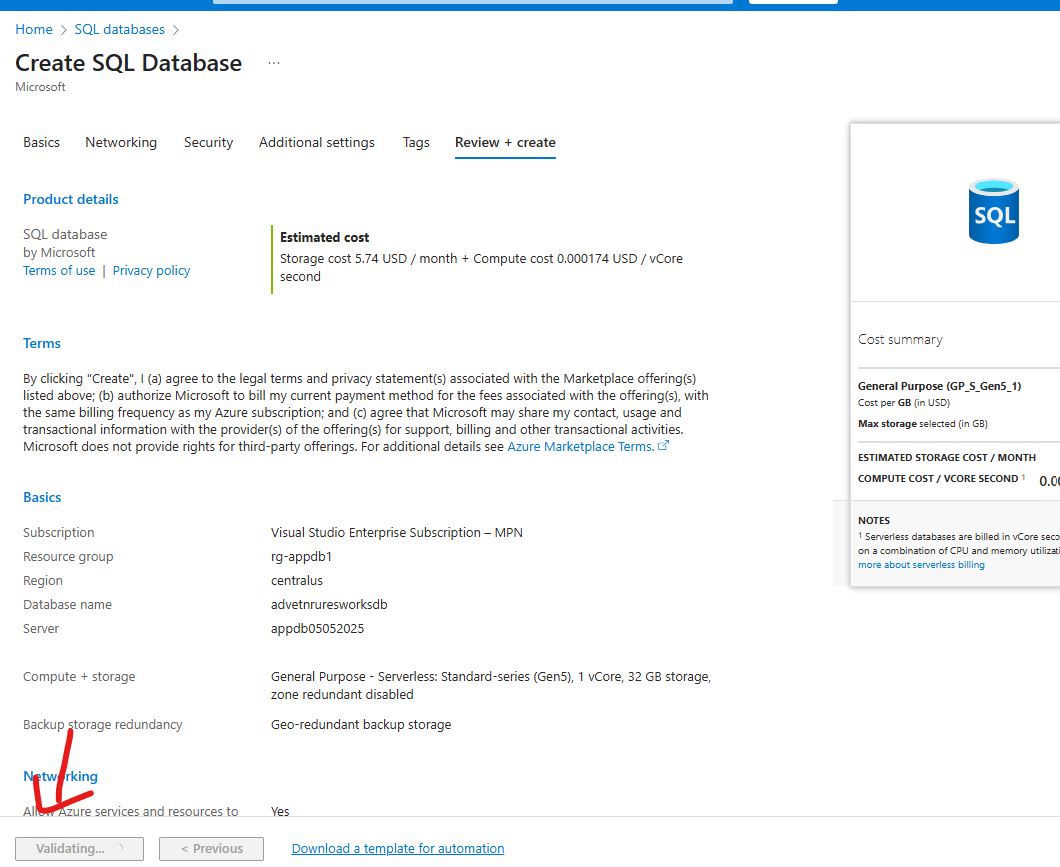 Home > SQL databases >
Create SQL Database ...
Microsoft
Basics Networking Security Additional settings Tags Review + create
Product details
SQL database
by Microsoft
Terms of use | Privacy policy
Estimated cost
Storage cost 5.74 USD / month + Compute cost 0.000174 USD / vCore
second
Terms
By clicking "Create", I (a) agree to the legal terms and privacy statement(s) associated with the Marketplace offering(s)
listed above; (b) authorize Microsoft to bill my current payment method for the fees associated with the offering(s), with
the same billing frequency as my Azure subscription; and (c) agree that Microsoft may share my contact, usage and
transactional information with the provider(s) of the offering(s) for support, billing and other transactional activities.
Microsoft does not provide rights for third-party offerings. For additional details see Azure Marketplace Terms.
Basics
Subscription Visual Studio Enterprise Subscription – MPN
Resource group rg-appdb1
Region centralus
Database name advetnruresworksdb
Server appdb05052025
Compute + storage General Purpose - Serverless: Standard-series (Gen5), 1 vCore, 32 GB storage,
zone redundant disabled
Backup storage redundancy Geo-redundant backup storage
Networking
Allow Azure services and resources to Yes
Validating... < Previous Download a template for automation
SQL
Cost summary
General Purpose (GP_S_Gen5_1)
Cost per GB (in USD)
Max storage selected (in GB)
ESTIMATED STORAGE COST / MONTH
COMPUTE COST / VCORE SECOND 1 0.00
NOTES
1 Serverless databases are billed in vCore seco
on a combination of CPU and memory utilizati
more about serverless billing